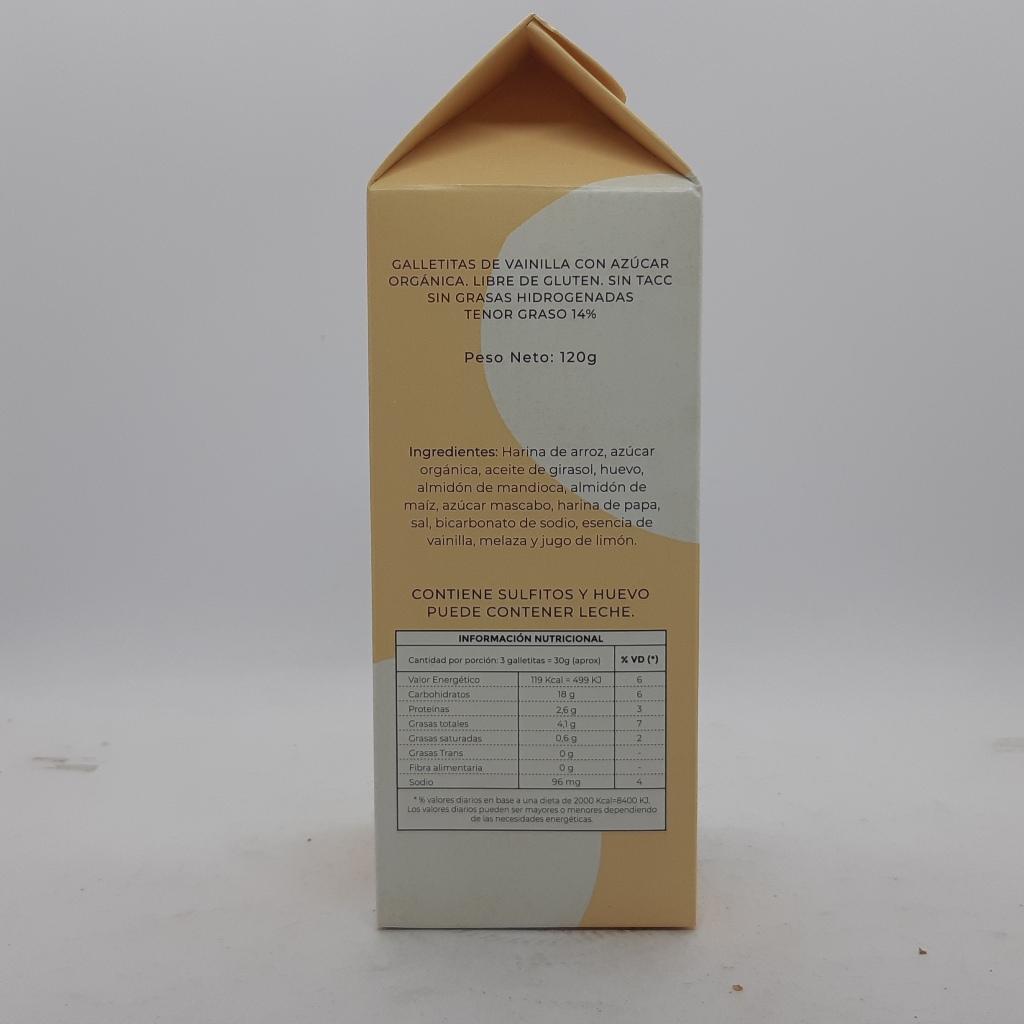 GALLETITAS DE VAINILLA CON AZÚCAR
ORGÁNICA. LIBRE DE GLUTEN. SIN TACC
SIN GRASAS HIDROGENADAS
TENOR GRASO 14%
Peso Neto: 120g
Ingredientes: Harina de arroz, azúcar
orgánica, aceite de girasol, huevo,
almidón de mandioca, almidón de
maíz, azúcar mascabo, harina de papa,
sal, bicarbonato de sodio, esencia de
vainilla, melaza y jugo de limón.
CONTIENE SULFITOS Y HUEVO
PUEDE CONTENER LECHE.
INFORMACIÓN NUTRICIONAL
Cantidad por porción: 3 galletitas = 30g (aprox) % VD (*)
Valor Energético 119 Kcal = 499 KJ 6
Carbohidratos 18 g 6
Proteínas 2,6 g 3
Grasas totales 4,1 g 7
Grasas saturadas 0,6 g 2
Grasas Trans 0 g -
Fibra alimentaria 0 g -
Sodio 96 mg 4
* % valores diarios en base a una dieta de 2000 Kcal=8400 KJ.
Los valores diarios pueden ser mayores o menores dependiendo
de las necesidades energéticas.